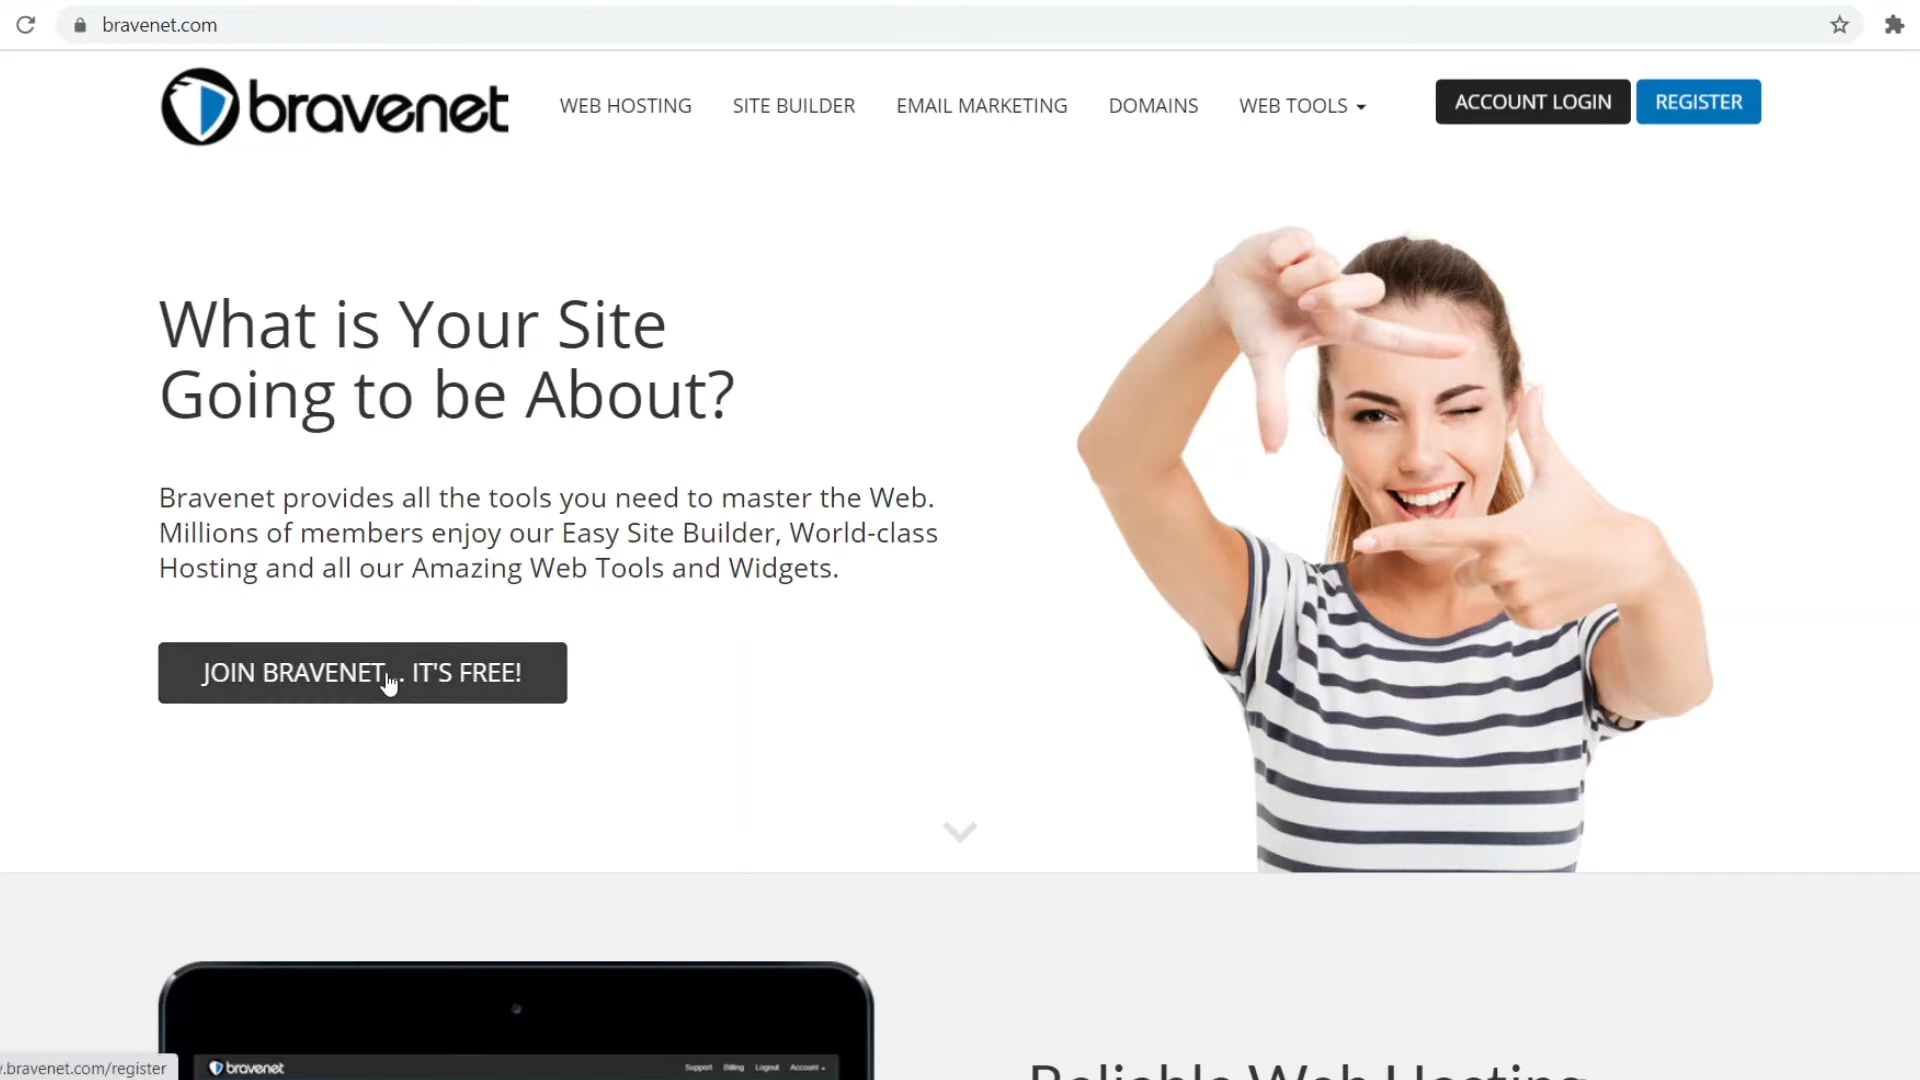 bravenet.com
bravenet
WEB HOSTING
SITE BUILDER
EMAIL MARKETING
DOMAINS
WEB TOOLS
ACCOUNT LOGIN
REGISTER
What is Your Site
Going to be About?
Bravenet provides all the tools you need to master the Web.
Millions of members enjoy our Easy Site Builder, World-class
Hosting and all our Amazing Web Tools and Widgets.
JOIN BRAVENET... IT'S FREE!
Reliable Web Hosting
bravenet
Support
Billing
Logout
Account
.bravenet.com/register